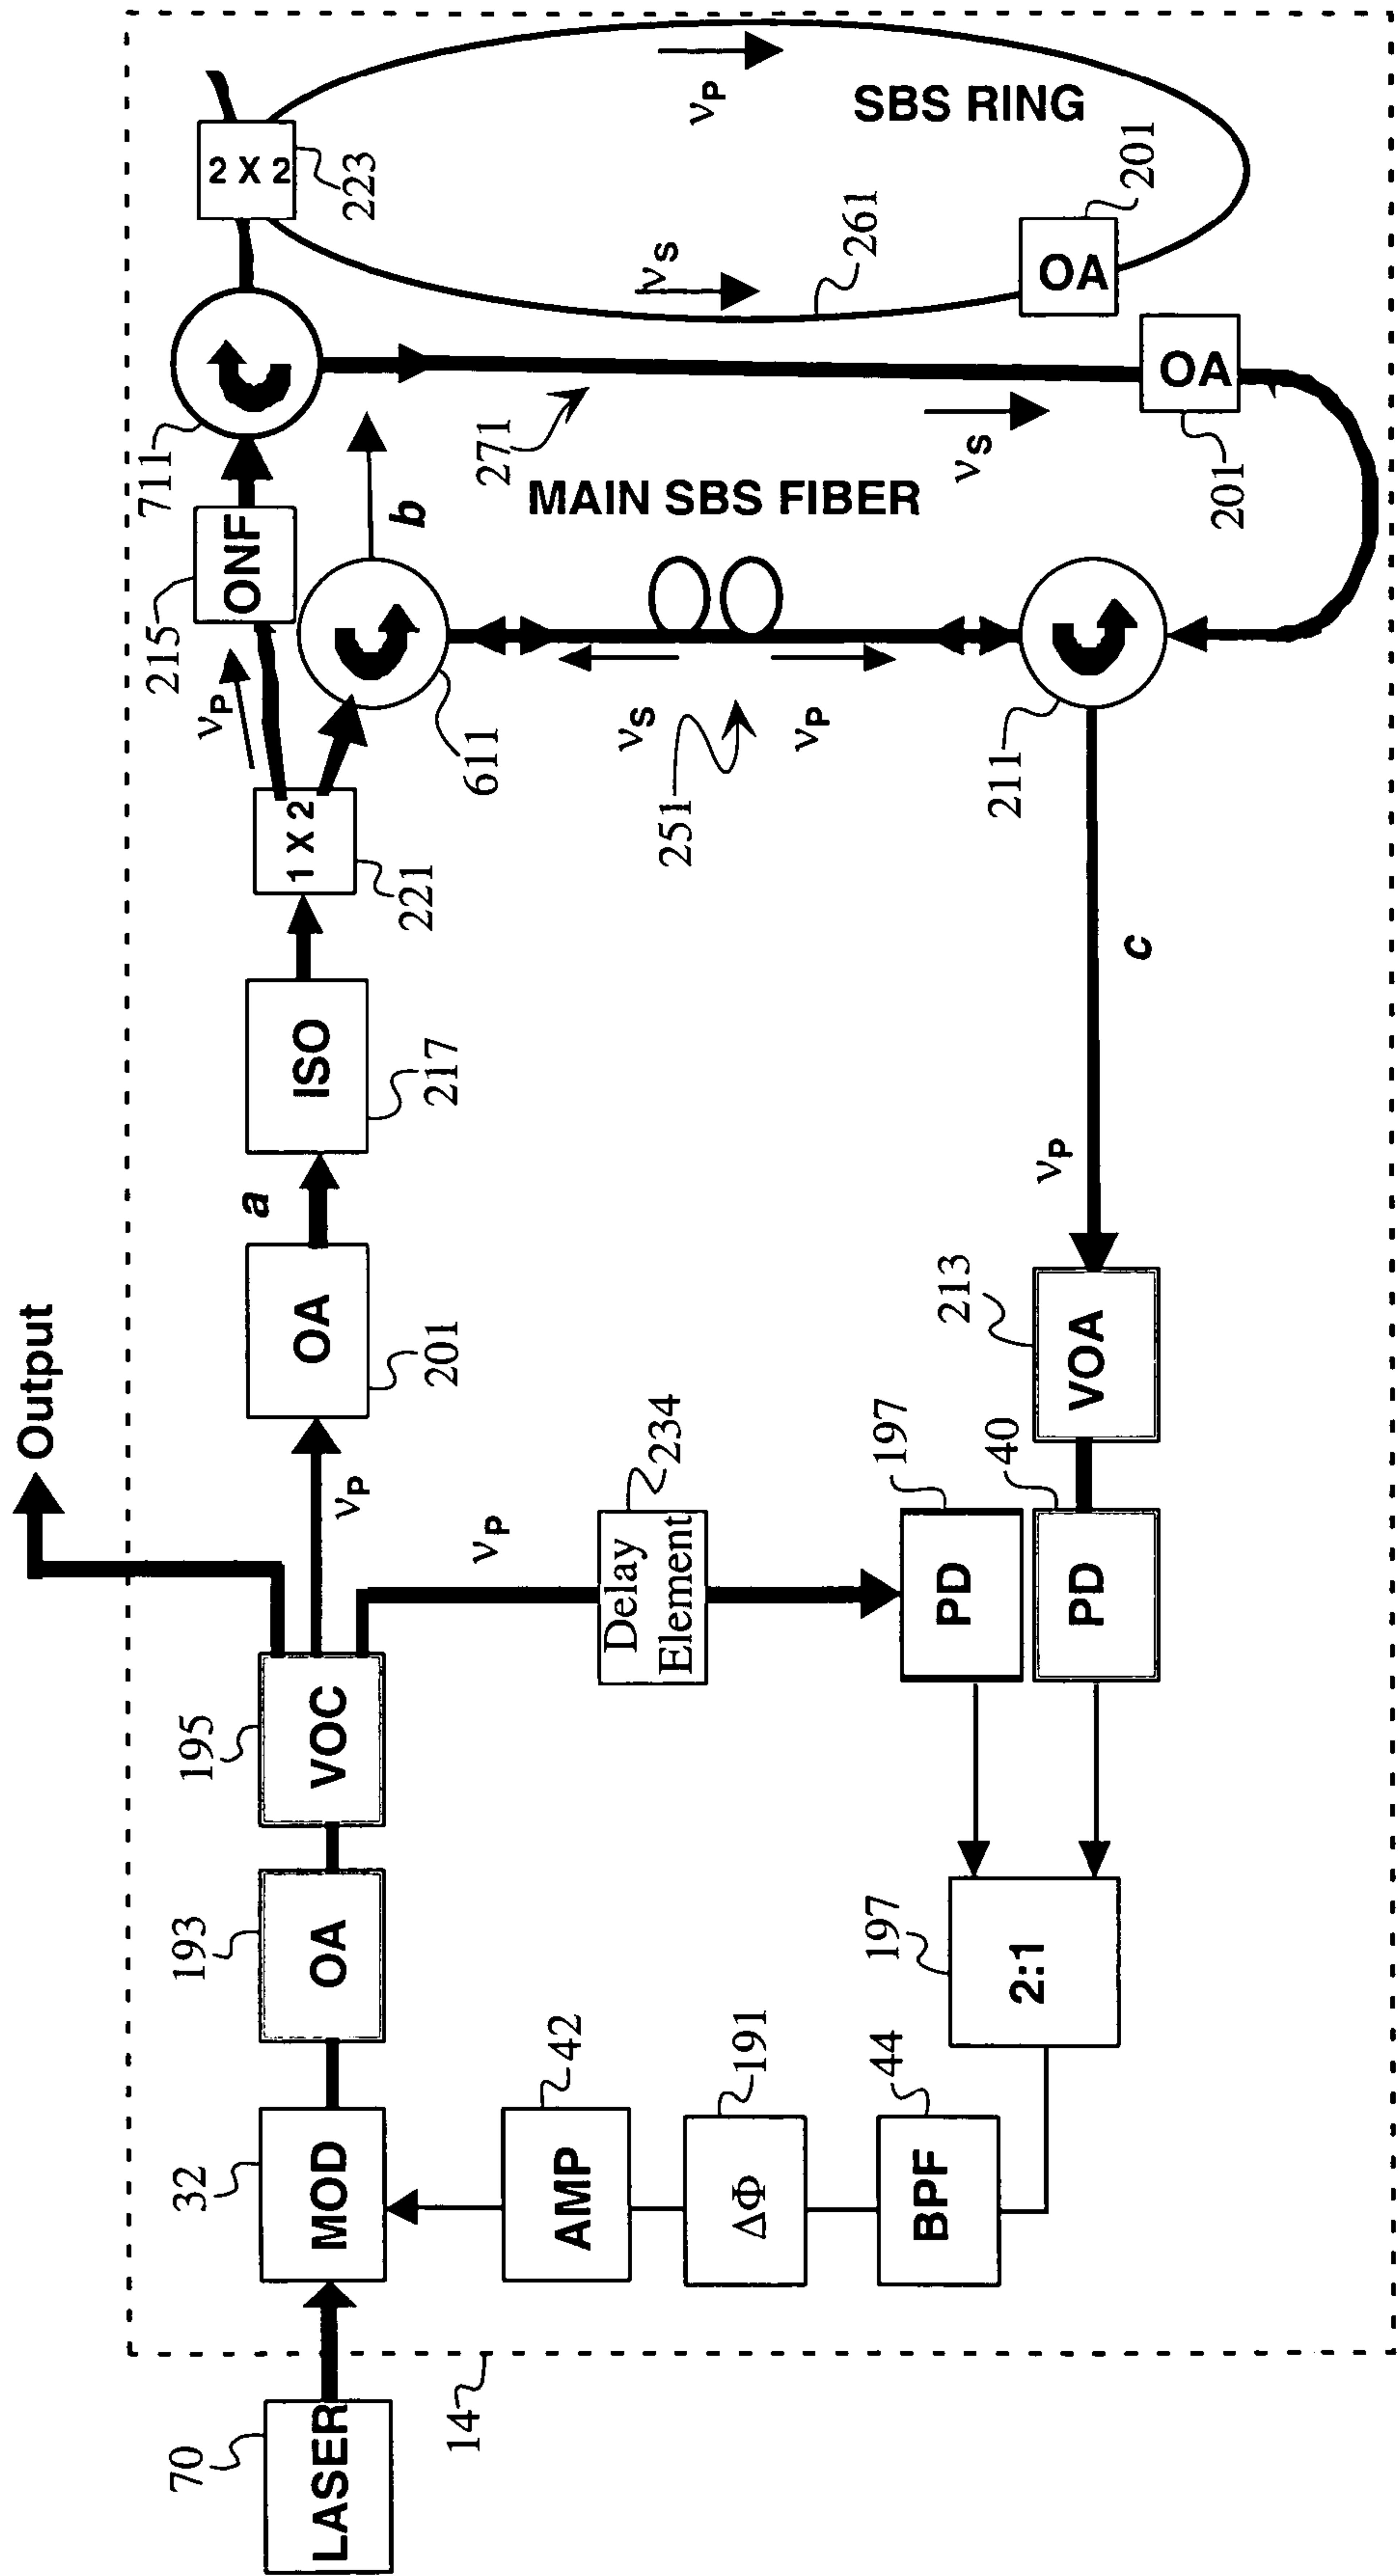 Output
70
LASER
14
32
MOD
193
OA
195
VOC
νP
OA
201
a
ISO
217
1 X 2
221
νP
215
ONF
711
2 X 2
223
611
b
νP
SBS RING
νS
261
OA
201
271
MAIN SBS FIBER
νS
OA
201
νS
251
νP
211
c
νP
213
VOA
νP
Delay
Element
234
197
PD
40
PD
197
2:1
AMP
42
ΔΦ
191
BPF
44